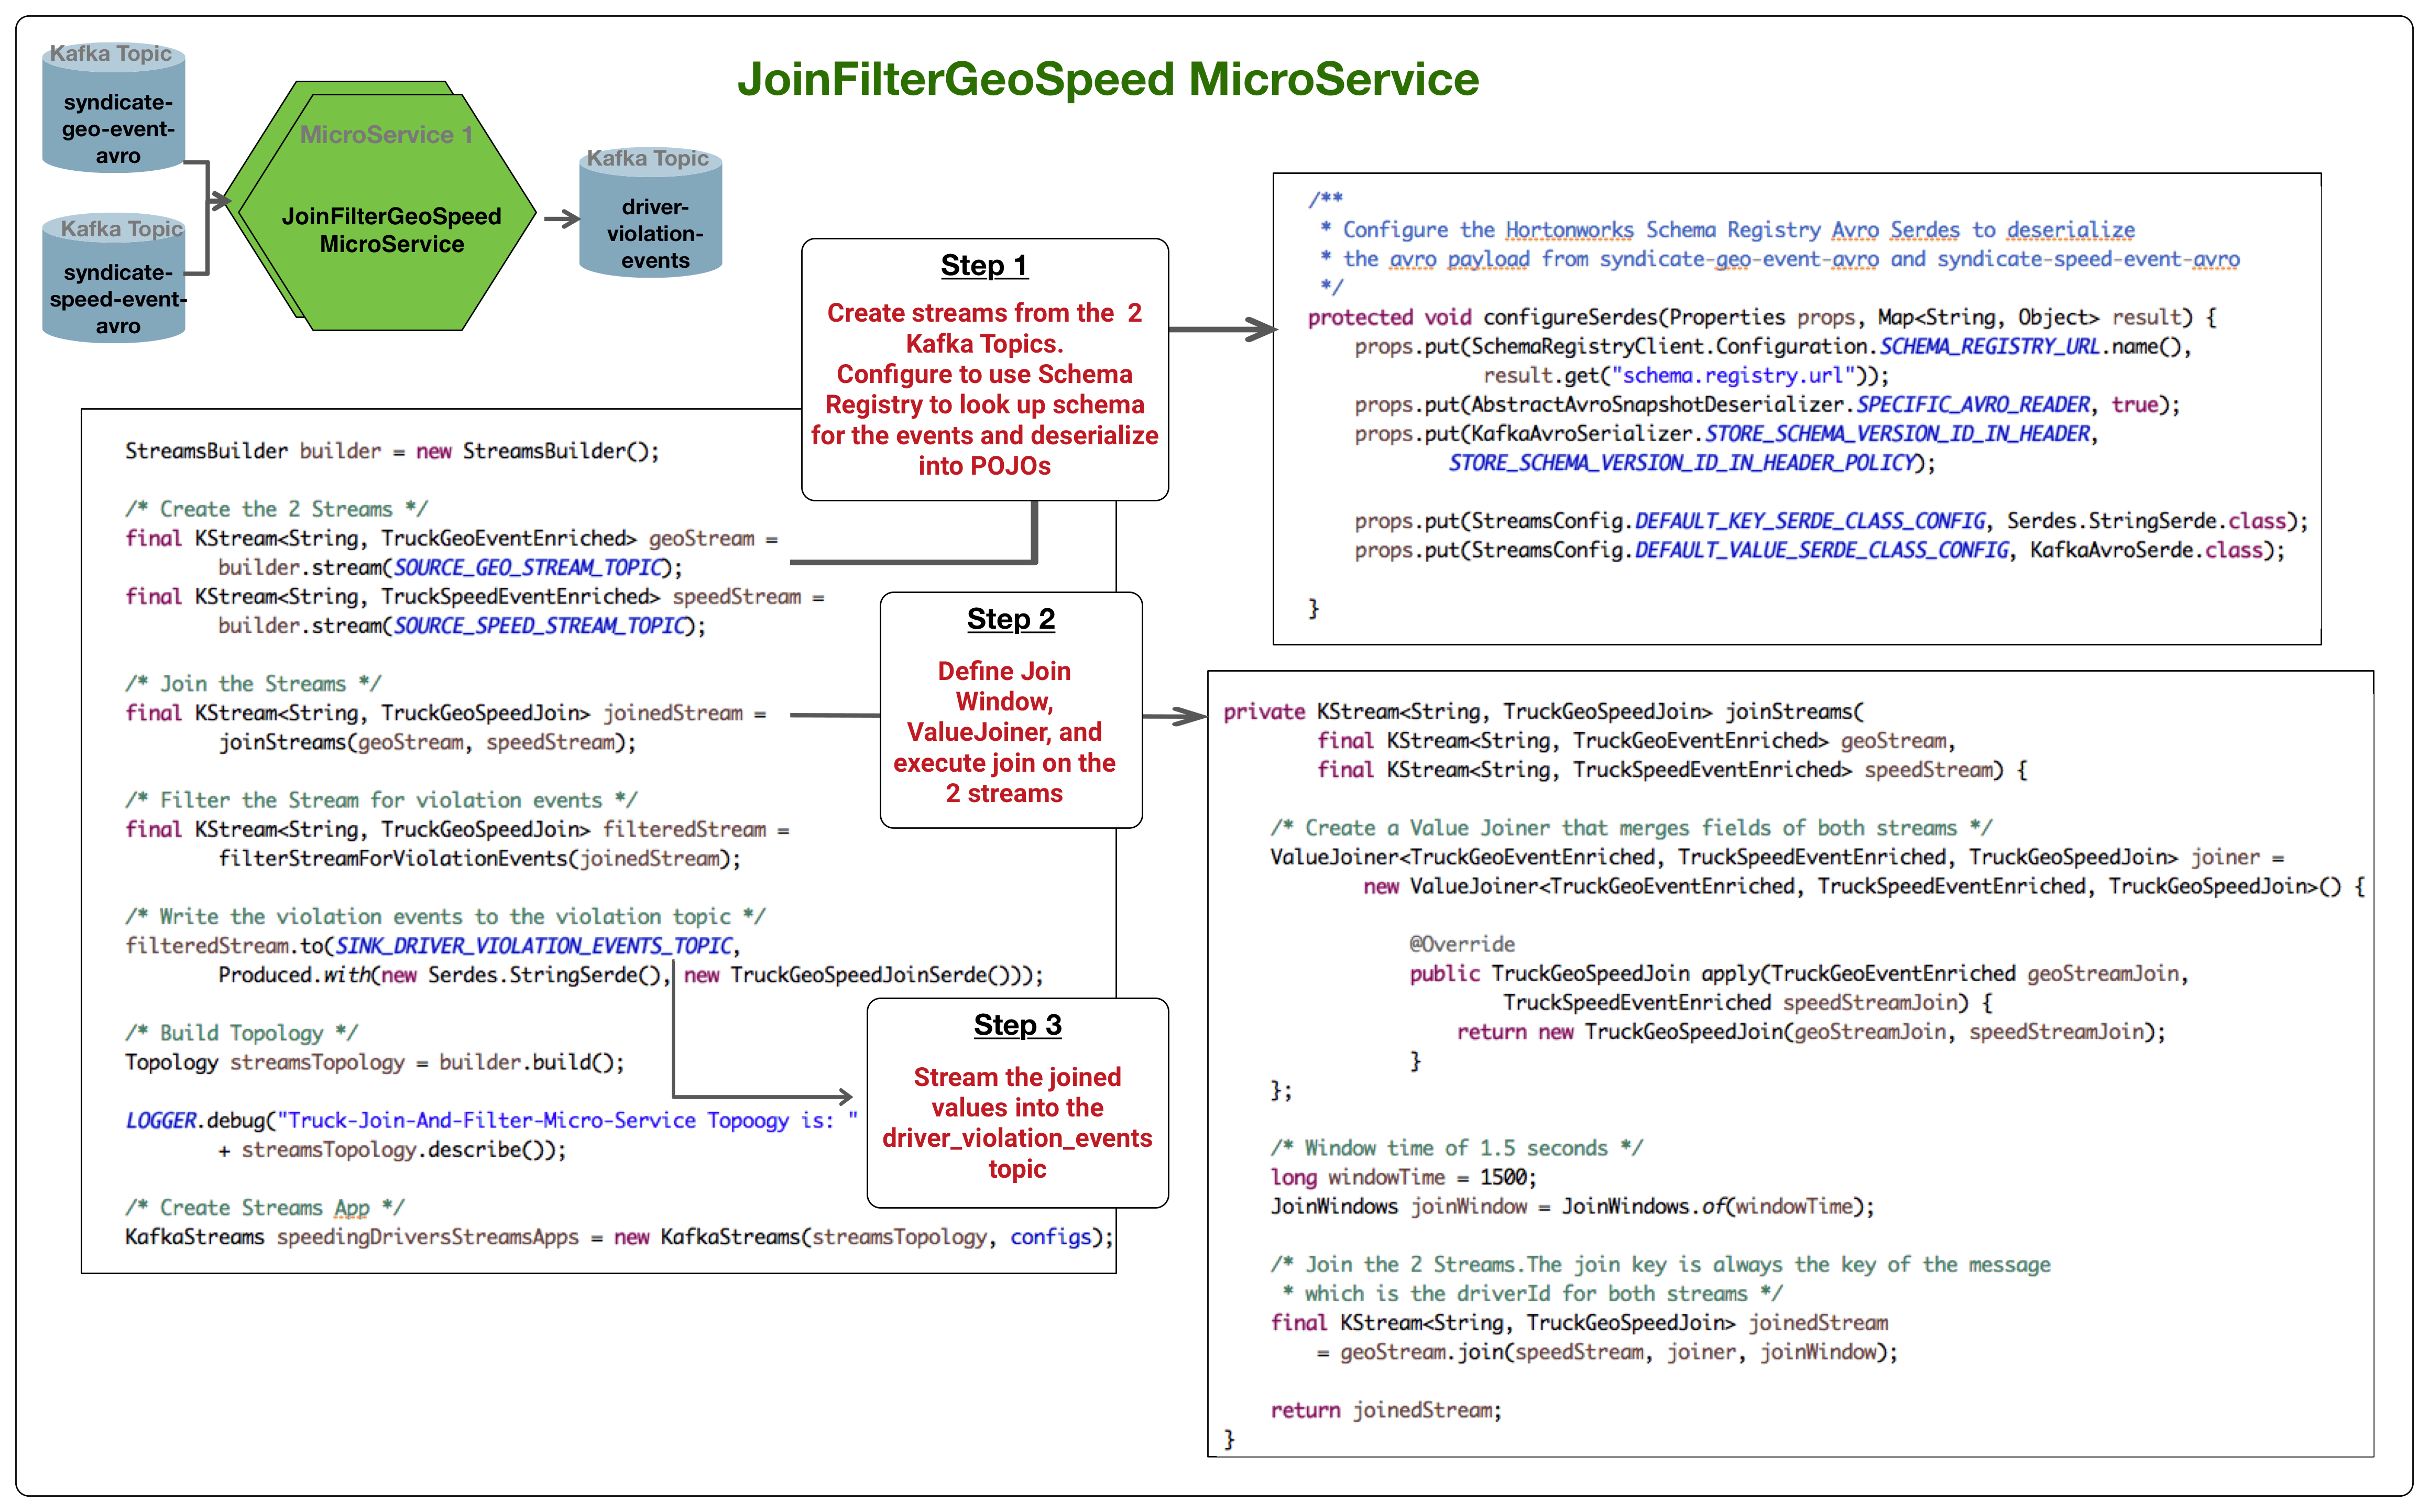 JoinFilterGeoSpeed MicroService
Kafka Topic
syndicate-
geo-event-
avro
Kafka Topic
syndicate-
speed-event-
avro
MicroService 1
JoinFilterGeoSpeed
MicroService
Kafka Topic
driver-
violation-
events
Step 1
Create streams from the  2
Kafka Topics.
Configure to use Schema
Registry to look up schema
for the events and deserialize
into POJOs
/**
 * Configure the Hortonworks Schema Registry Avro Serdes to deserialize
 * the avro payload from syndicate-geo-event-avro and syndicate-speed-event-avro
 */
protected void configureSerdes(Properties props, Map<String, Object> result) {
    props.put(SchemaRegistryClient.Configuration.SCHEMA_REGISTRY_URL.name(),
               result.get("schema.registry.url"));
    props.put(AbstractAvroSnapshotDeserializer.SPECIFIC_AVRO_READER, true);
    props.put(KafkaAvroSerializer.STORE_SCHEMA_VERSION_ID_IN_HEADER,
            STORE_SCHEMA_VERSION_ID_IN_HEADER_POLICY);
    props.put(StreamsConfig.DEFAULT_KEY_SERDE_CLASS_CONFIG, Serdes.StringSerde.class);
    props.put(StreamsConfig.DEFAULT_VALUE_SERDE_CLASS_CONFIG, KafkaAvroSerde.class);
}
StreamsBuilder builder = new StreamsBuilder();
/* Create the 2 Streams */
final KStream<String, TruckGeoEventEnriched> geoStream =
        builder.stream(SOURCE_GEO_STREAM_TOPIC);
final KStream<String, TruckSpeedEventEnriched> speedStream =
        builder.stream(SOURCE_SPEED_STREAM_TOPIC);
/* Join the Streams */
final KStream<String, TruckGeoSpeedJoin> joinedStream =
        joinStreams(geoStream, speedStream);
/* Filter the Stream for violation events */
final KStream<String, TruckGeoSpeedJoin> filteredStream =
        filterStreamForViolationEvents(joinedStream);
/* Write the violation events to the violation topic */
filteredStream.to(SINK_DRIVER_VIOLATION_EVENTS_TOPIC,
        Produced.with(new Serdes.StringSerde(), new TruckGeoSpeedJoinSerde()));
/* Build Topology */
Topology streamsTopology = builder.build();
LOGGER.debug("Truck-Join-And-Filter-Micro-Service Topoogy is: "
        + streamsTopology.describe());
/* Create Streams App */
KafkaStreams speedingDriversStreamsApps = new KafkaStreams(streamsTopology, configs);
Step 2
Define Join
Window,
ValueJoiner, and
execute join on the
2 streams
private KStream<String, TruckGeoSpeedJoin> joinStreams(
        final KStream<String, TruckGeoEventEnriched> geoStream,
        final KStream<String, TruckSpeedEventEnriched> speedStream) {
    /* Create a Value Joiner that merges fields of both streams */
    ValueJoiner<TruckGeoEventEnriched, TruckSpeedEventEnriched, TruckGeoSpeedJoin> joiner =
            new ValueJoiner<TruckGeoEventEnriched, TruckSpeedEventEnriched, TruckGeoSpeedJoin>() {
                @Override
                public TruckGeoSpeedJoin apply(TruckGeoEventEnriched geoStreamJoin,
                        TruckSpeedEventEnriched speedStreamJoin) {
                    return new TruckGeoSpeedJoin(geoStreamJoin, speedStreamJoin);
                }
    };
    /* Window time of 1.5 seconds */
    long windowTime = 1500;
    JoinWindows joinWindow = JoinWindows.of(windowTime);
    /* Join the 2 Streams.The join key is always the key of the message
     * which is the driverId for both streams */
    final KStream<String, TruckGeoSpeedJoin> joinedStream
        = geoStream.join(speedStream, joiner, joinWindow);
    return joinedStream;
}
Step 3
Stream the joined
values into the
driver_violation_events
topic